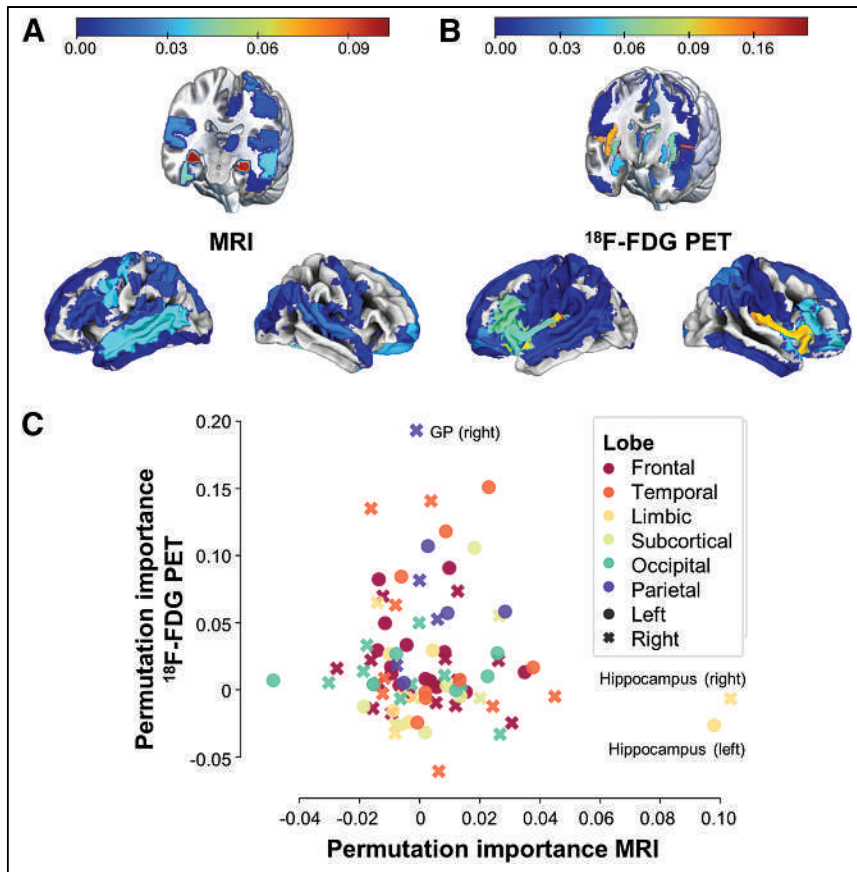 A
0.00 0.03 0.06 0.09
B
0.00 0.03 0.06 0.09 0.16
MRI
18F-FDG PET
C
Permutation importance
18F-FDG PET
0.20
0.15
0.10
0.05
0
-0.05
GP (right)
Lobe
Frontal
Temporal
Limbic
Subcortical
Occipital
Parietal
Left
Right
Hippocampus (right)
Hippocampus (left)
-0.04 -0.02 0 0.02 0.04 0.06 0.08 0.10
Permutation importance MRI